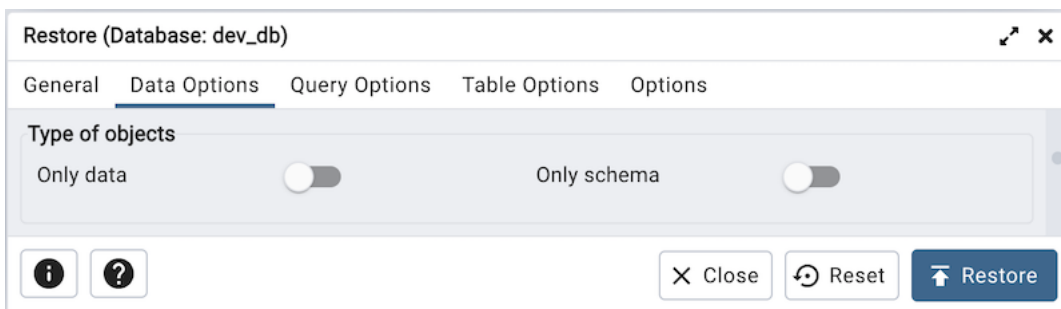 Restore (Database: dev_db)
General Data Options Query Options Table Options Options
Type of objects
Only data Only schema
Close Reset Restore